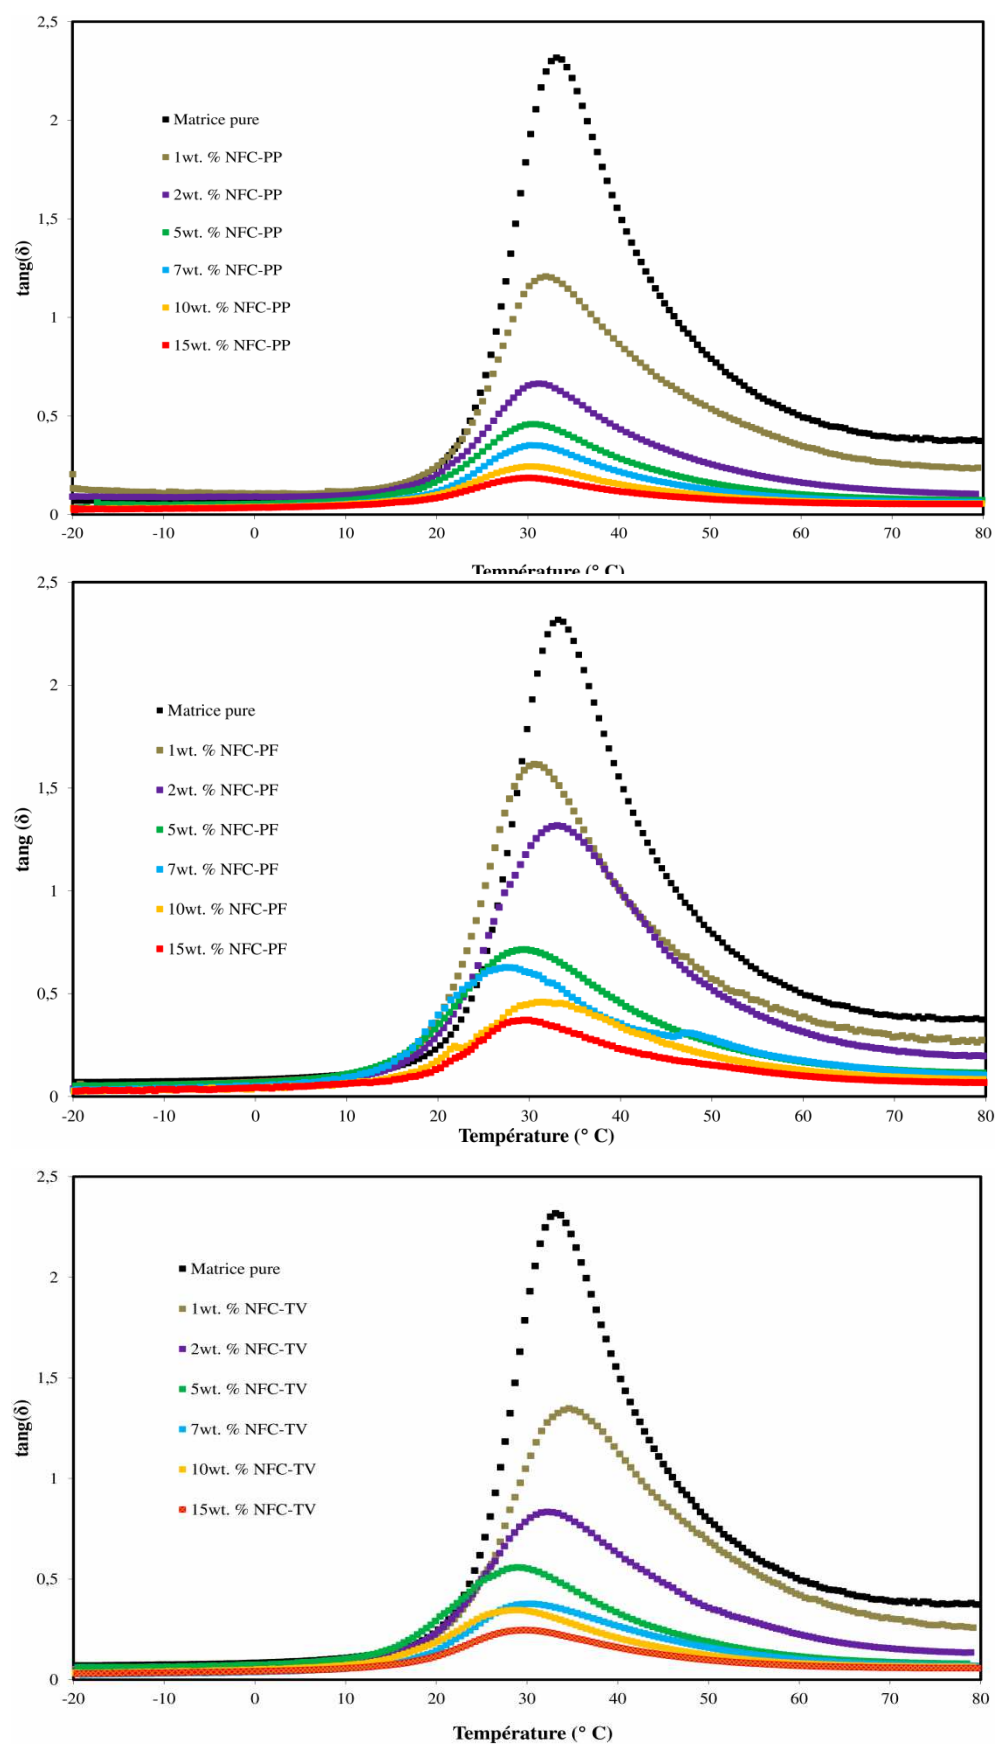 2,5
2
1,5
1
0,5
0
tang(δ)
Matrice pure
1wt. % NFC-PP
2wt. % NFC-PP
5wt. % NFC-PP
7wt. % NFC-PP
10wt. % NFC-PP
15wt. % NFC-PP
-20 -10 0 10 20 30 40 50 60 70 80
Température (° C)
2,5
2
1,5
1
0,5
0
tang (δ)
Matrice pure
1wt. % NFC-PF
2wt. % NFC-PF
5wt. % NFC-PF
7wt. % NFC-PF
10wt. % NFC-PF
15wt. % NFC-PF
-20 -10 0 10 20 30 40 50 60 70 80
Température (° C)
2,5
2
1,5
1
0,5
0
tang(δ)
Matrice pure
1wt. % NFC-TV
2wt. % NFC-TV
5wt. % NFC-TV
7wt. % NFC-TV
10wt. % NFC-TV
15wt. % NFC-TV
-20 -10 0 10 20 30 40 50 60 70 80
Température (° C)